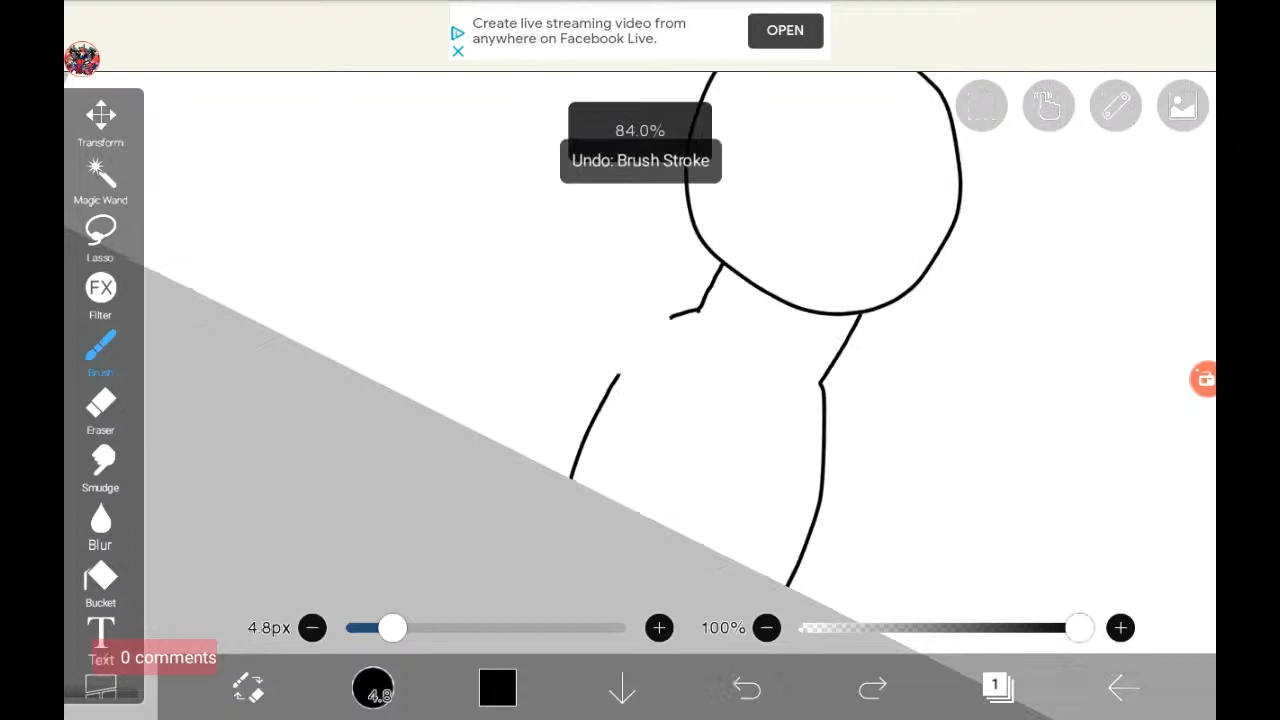 Create live streaming video from
anywhere on Facebook Live.
OPEN
84.0%
Undo: Brush Stroke
Transform
Magic Wand
Lasso
FX
Filter
Brush
Eraser
Smudge
Blur
Bucket
T
Text
0 comments
4.8px
100%
4.8
1